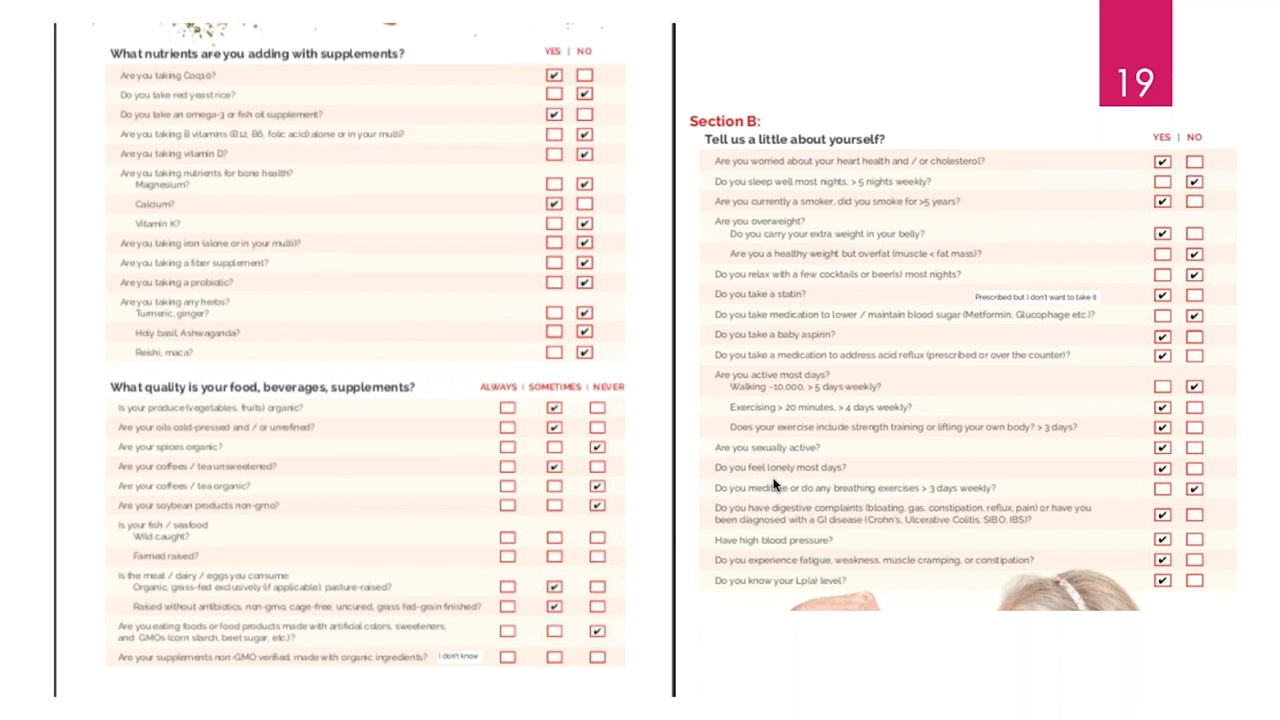 What nutrients are you adding with supplements? YES | NO
Are you taking Coq10?
Do you take red yeast rice?
Do you take an omega-3 or fish oil supplement?
Are you taking B vitamins (B12, B6, folic acid) alone or in your multi?
Are you taking vitamin D?
Are you taking nutrients for bone health?
Magnesium?
Calcium?
Vitamin K?
Are you taking iron (alone or in your multi)?
Are you taking a fiber supplement?
Are you taking a probiotic?
Are you taking any herbs?
Turmeric, ginger?
Holy basil, Ashwaganda?
Reishi, maca?
What quality is your food, beverages, supplements? ALWAYS | SOMETIMES | NEVER
Is your produce (vegetables, fruits) organic?
Are your oils cold-pressed and / or unrefined?
Are your spices organic?
Are your coffees / tea unsweetened?
Are your coffees / tea organic?
Are your soybean products non-gmo?
Is your fish / seafood
Wild caught?
Farmed raised?
Is the meat / dairy / eggs you consume:
Organic, grass-fed exclusively (if applicable), pasture-raised?
Raised without antibiotics, non-gmo, cage-free, uncured, grass fed-grain finished?
Are you eating foods or food products made with artificial colors, sweeteners,
and GMOs (corn starch, beet sugar, etc.)?
Are your supplements non-GMO verified, made with organic ingredients? I don't know
19
Section B:
Tell us a little about yourself? YES | NO
Are you worried about your heart health and / or cholesterol?
Do you sleep well most nights, > 5 nights weekly?
Are you currently a smoker, did you smoke for >5 years?
Are you overweight?
Do you carry your extra weight in your belly?
Are you a healthy weight but overfat (muscle < fat mass)?
Do you relax with a few cocktails or beer(s) most nights?
Do you take a statin? Prescribed but I don't want to take it
Do you take medication to lower / maintain blood sugar (Metformin, Glucophage etc.)?
Do you take a baby aspirin?
Do you take a medication to address acid reflux (prescribed or over the counter)?
Are you active most days?
Walking ~10,000, > 5 days weekly?
Exercising > 20 minutes, > 4 days weekly?
Does your exercise include strength training or lifting your own body? > 3 days?
Are you sexually active?
Do you feel lonely most days?
Do you meditate or do any breathing exercises > 3 days weekly?
Do you have digestive complaints (bloating, gas, constipation, reflux, pain) or have you
been diagnosed with a GI disease (Crohn's, Ulcerative Colitis, SIBO, IBS)?
Have high blood pressure?
Do you experience fatigue, weakness, muscle cramping, or constipation?
Do you know your Lp(a) level?